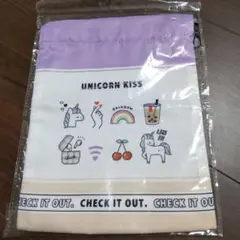 UNICORN KISS
RAINBOW
CHECK IT OUT. CHECK IT OUT. CHECK IT OUT.